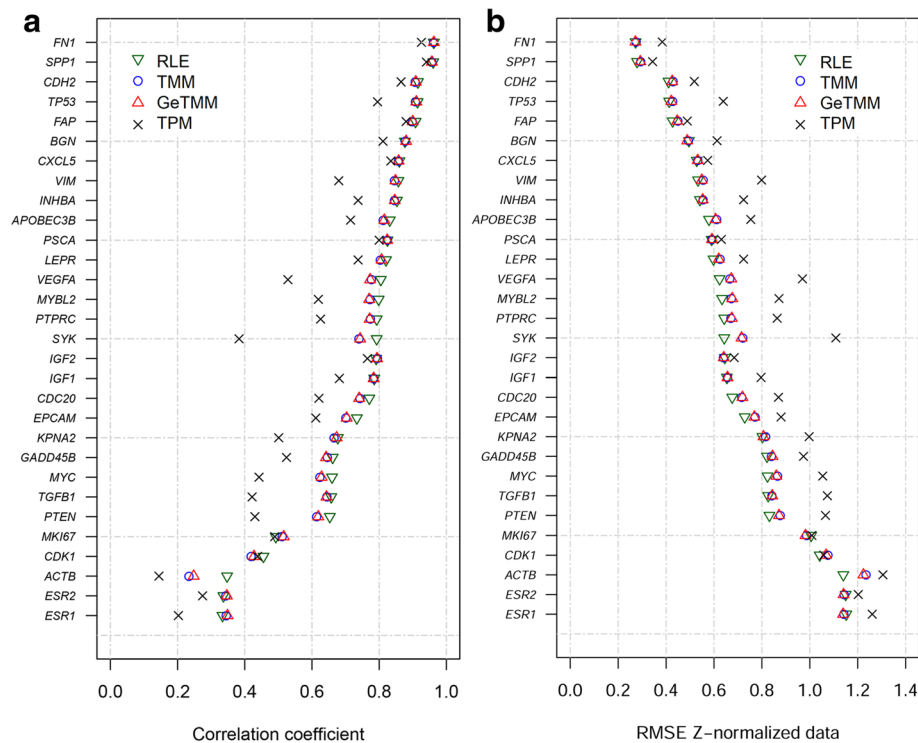 a
FN1
SPP1
CDH2
TP53
FAP
BGN
CXCL5
VIM
INHBA
APOBEC3B
PSCA
LEPR
VEGFA
MYBL2
PTPRC
SYK
IGF2
IGF1
CDC20
EPCAM
KPNA2
GADD45B
MYC
TGFB1
PTEN
MKI67
CDK1
ACTB
ESR2
ESR1
RLE
TMM
GeTMM
TPM
0.0 0.2 0.4 0.6 0.8 1.0
Correlation coefficient
b
FN1
SPP1
CDH2
TP53
FAP
BGN
CXCL5
VIM
INHBA
APOBEC3B
PSCA
LEPR
VEGFA
MYBL2
PTPRC
SYK
IGF2
IGF1
CDC20
EPCAM
KPNA2
GADD45B
MYC
TGFB1
PTEN
MKI67
CDK1
ACTB
ESR2
ESR1
RLE
TMM
GeTMM
TPM
0.0 0.2 0.4 0.6 0.8 1.0 1.2 1.4
RMSE Z−normalized data